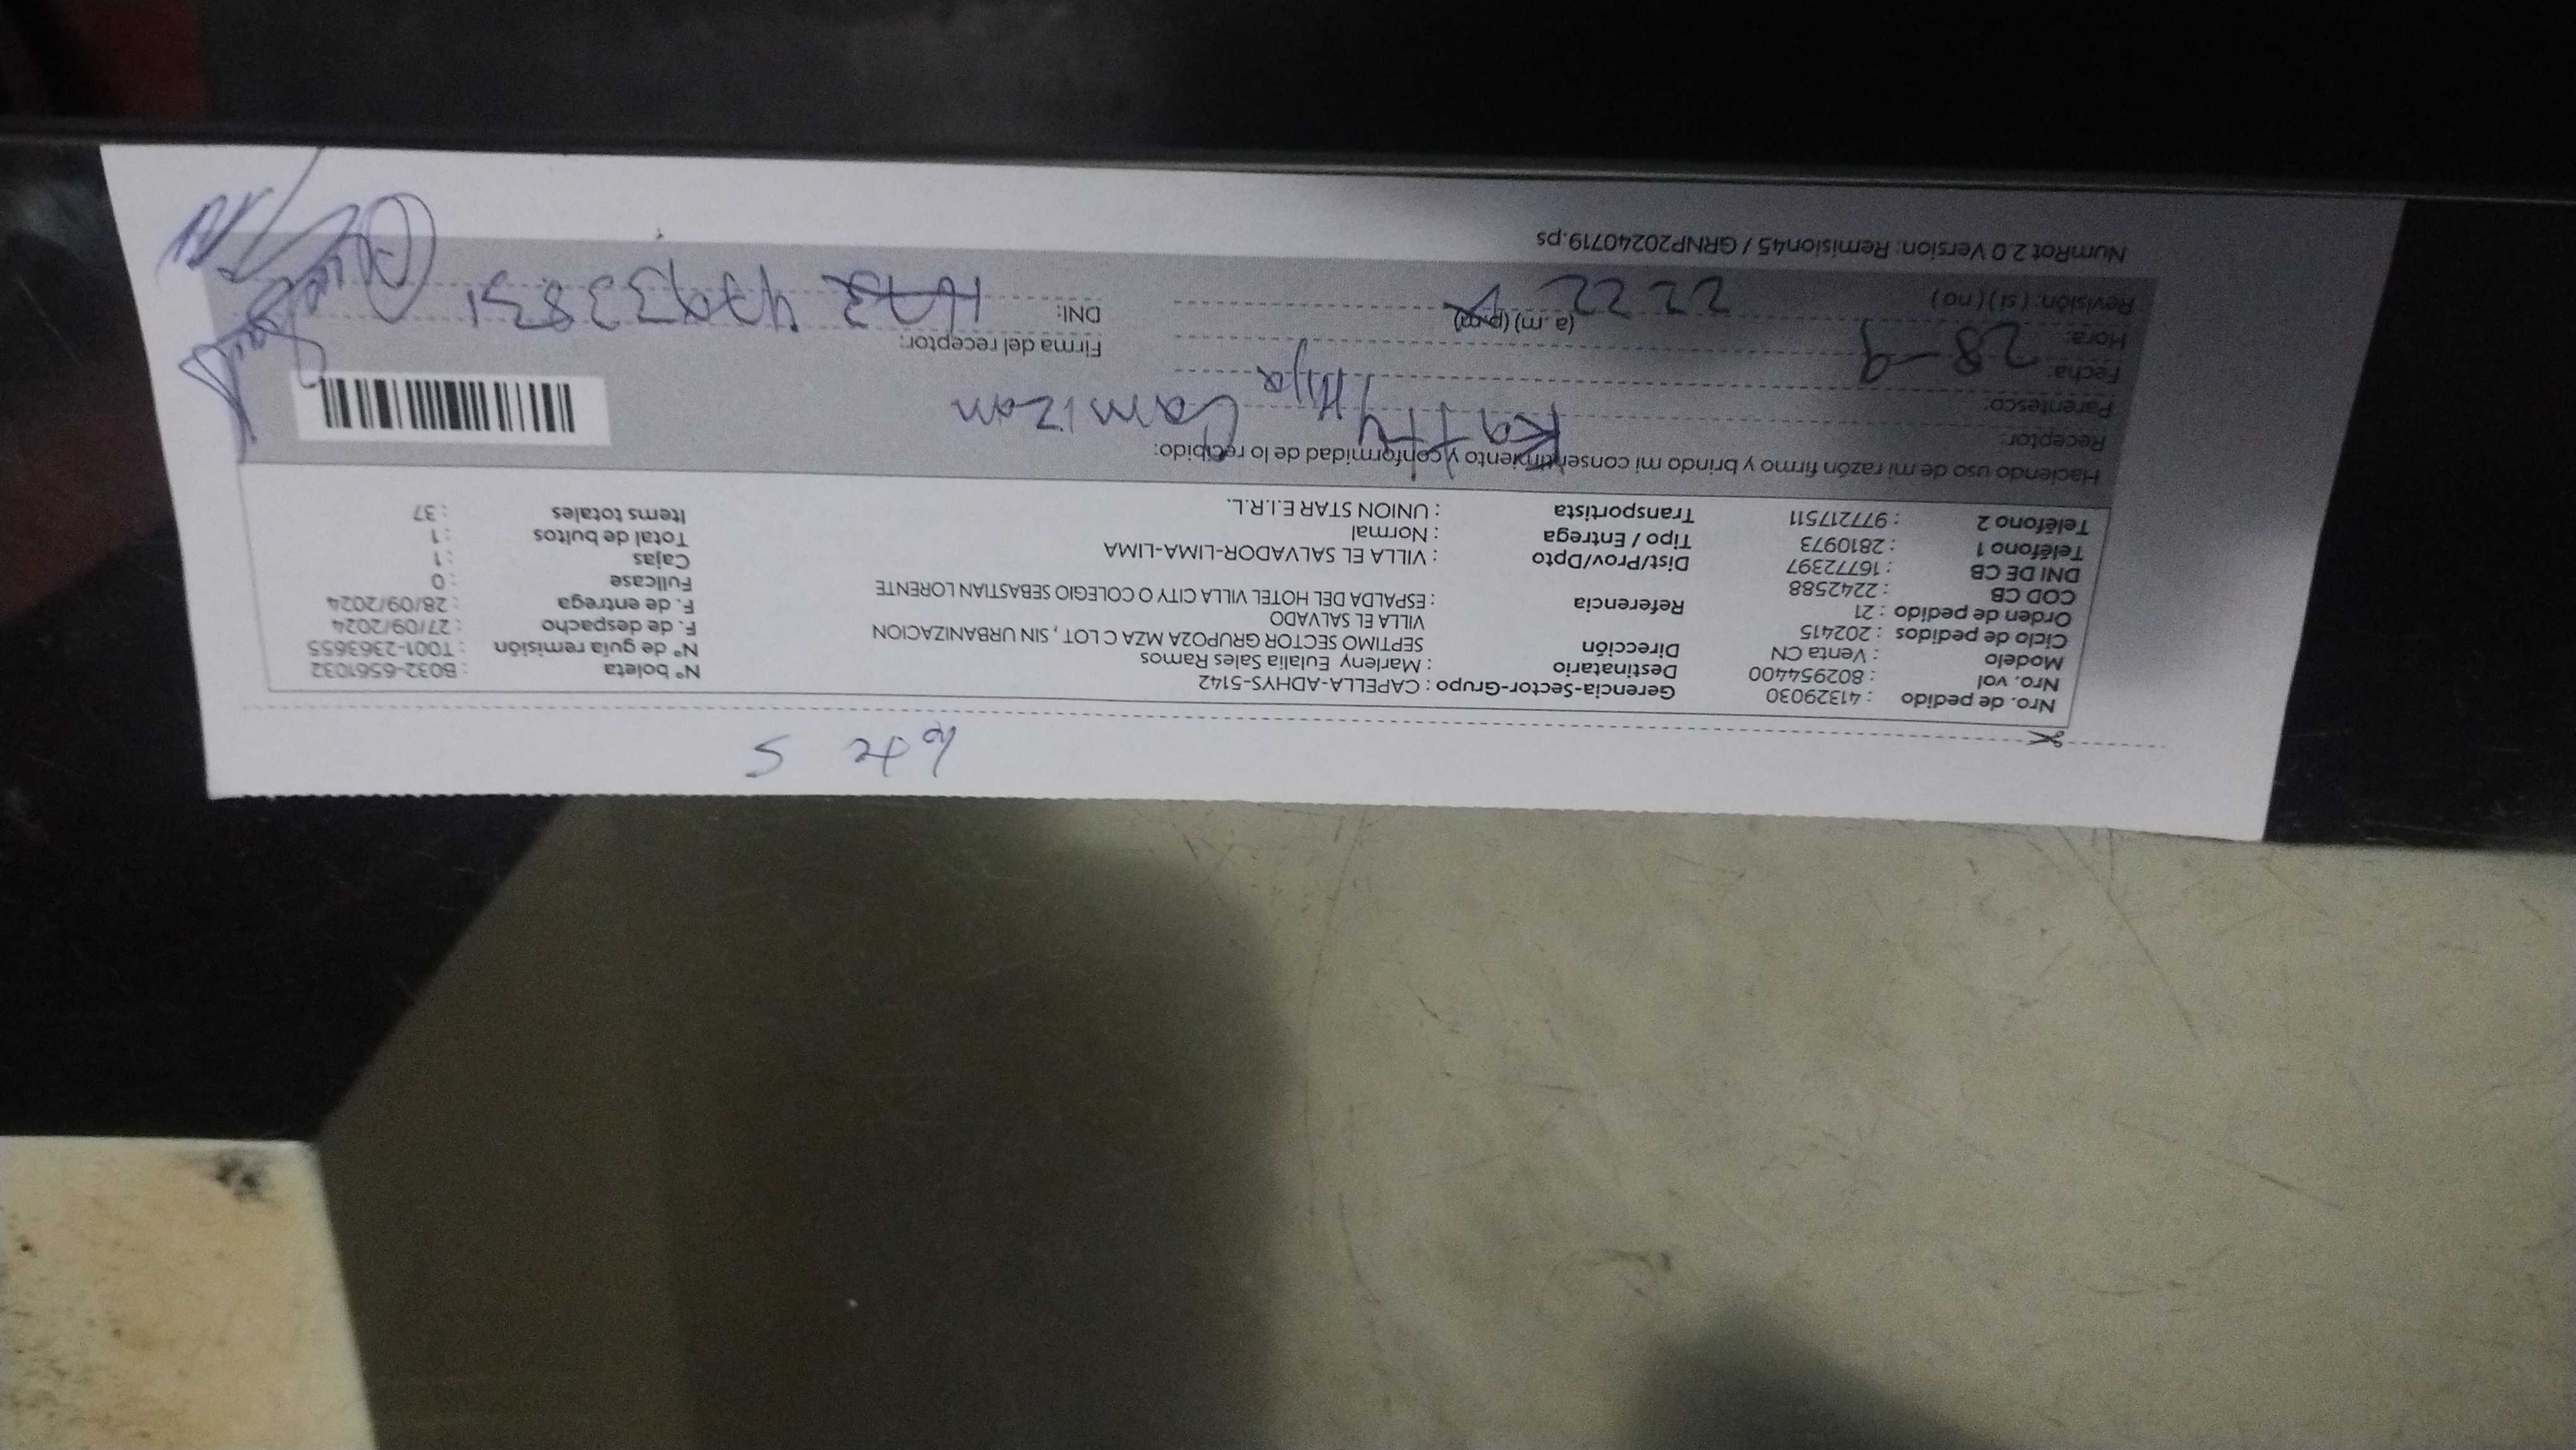 Nro. de pedido : 41329030
Nro. vol : 802954400
Modelo : Venta CN
Ciclo de pedidos : 202415
Orden de pedido : 21
COD CB : 2242588
DNI DE CB : 16772397
Teléfono 1 : 2810973
Teléfono 2 : 977217511
Gerencia-Sector-Grupo : CAPELLA-ADHYS-5142
Destinatario : Marleny Eulalia Sales Ramos
Dirección SEPTIMO SECTOR GRUPO2A MZA C LOT , SIN URBANIZACION
VILLA EL SALVADO
Referencia : ESPALDA DEL HOTEL VILLA CITY O COLEGIO SEBASTIAN LORENTE
Dist/Prov/Dpto : VILLA EL SALVADOR-LIMA-LIMA
Tipo / Entrega : Normal
Transportista : UNION STAR E.I.R.L.
N° boleta : B032-6561032
N° de guía remisión : T001-2363655
F. de despacho : 27/09/2024
F. de entrega : 28/09/2024
Fullcase : 0
Cajas : 1
Total de bultos : 1
Items totales : 37
Haciendo uso de mi razón firmo y brindo mi consentimiento y conformidad de lo recibido:
Receptor: Katty Camizan
Parentesco: Hija
Fecha: 28-9
Hora: 22 22 (a.m) (p.m)
Revisión: ( si ) ( no )
Firma del receptor:
DNI:
NumRot 2.0 Version: Remision45 / GRNP20240719.ps